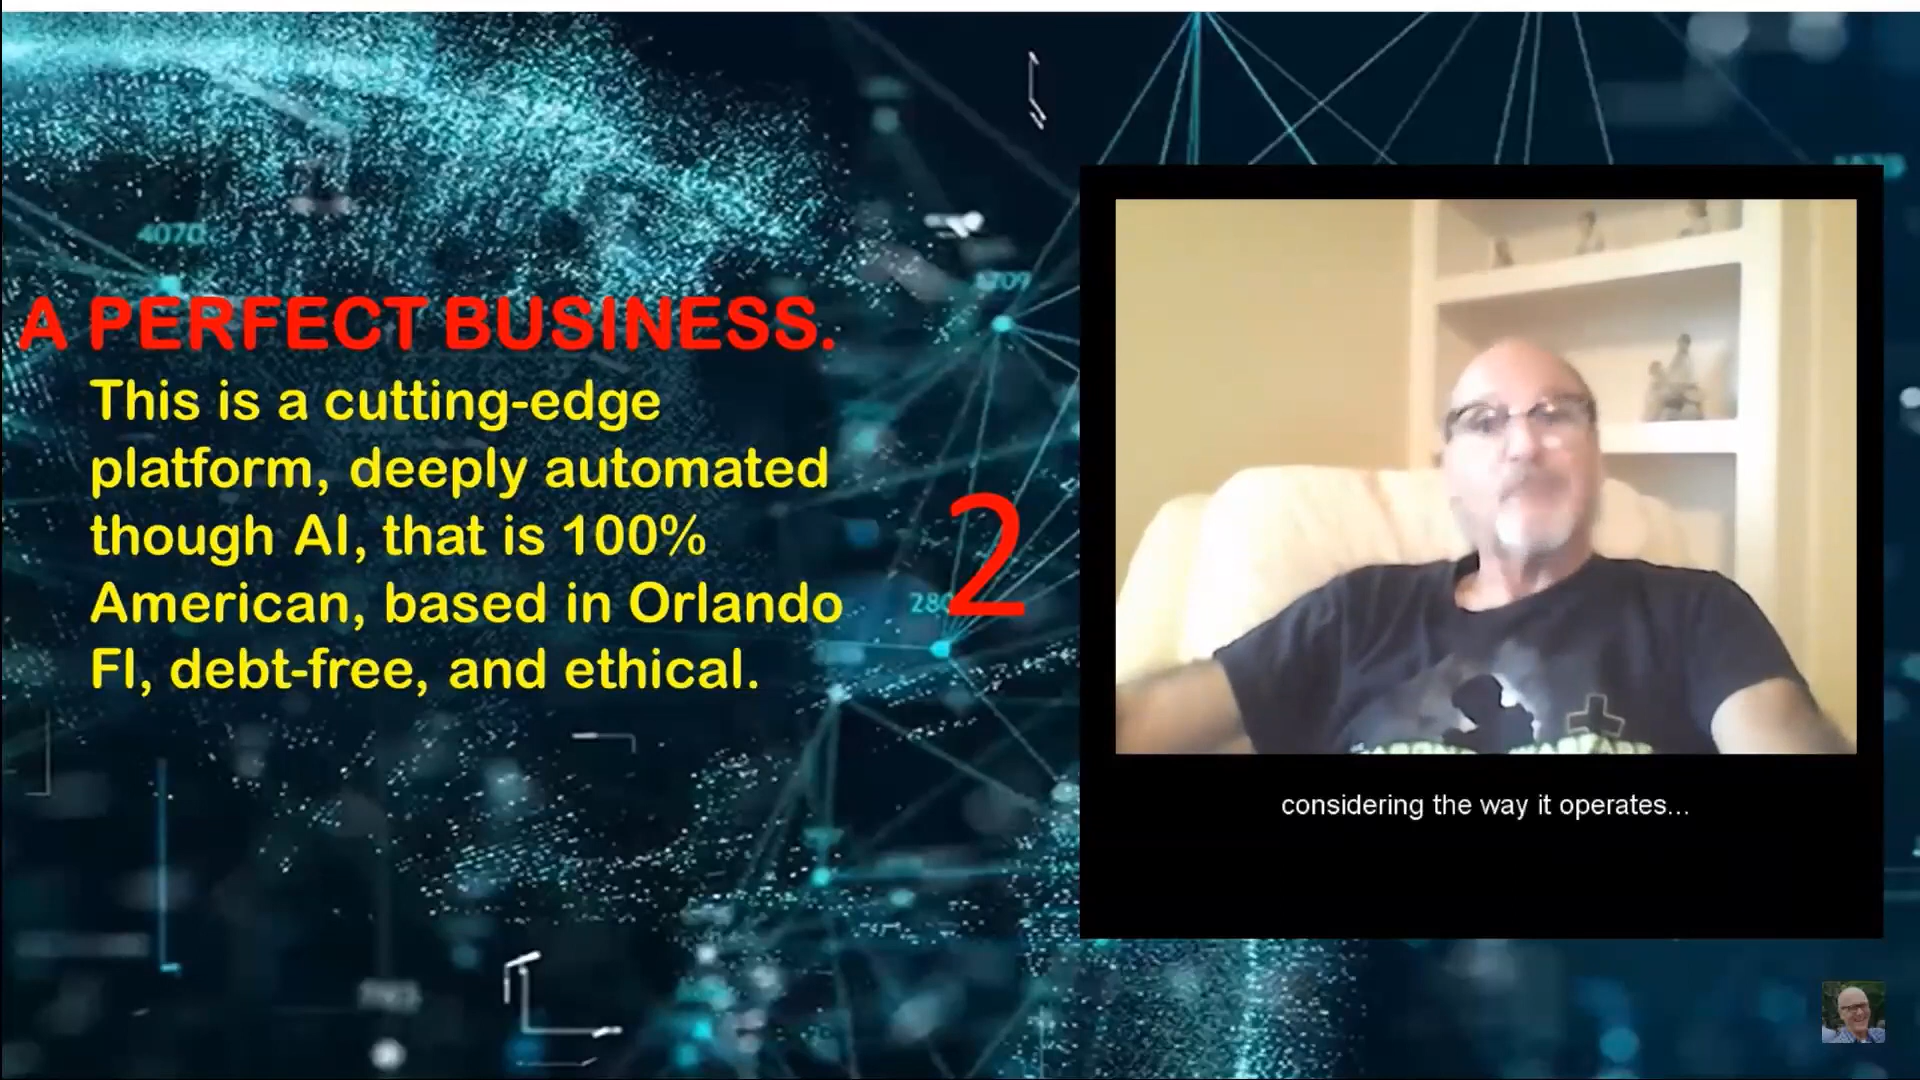 A PERFECT BUSINESS.
This is a cutting-edge
platform, deeply automated
though AI, that is 100%
American, based in Orlando
Fl, debt-free, and ethical.
2
considering the way it operates...
4070